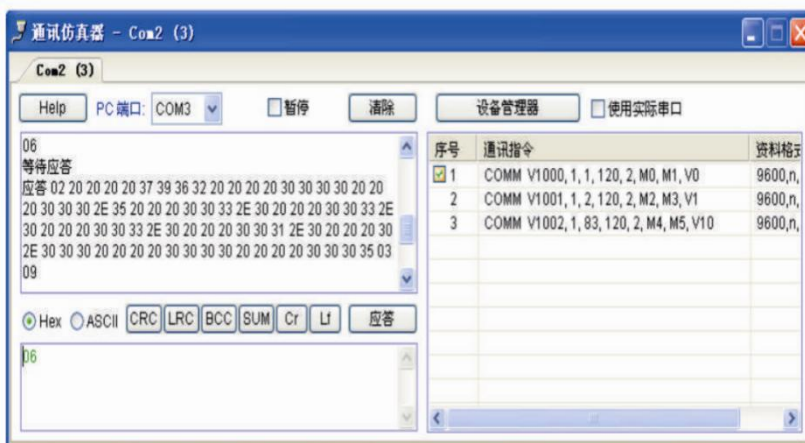 通讯仿真器 - Com2 (3)
Com2 (3)
Help PC端口: COM3 暂停 清除 设备管理器 使用实际串口
06
等待应答
应答 02 20 20 20 20 37 39 36 32 20 20 20 20 30 30 30 30 20 20
20 30 30 30 2E 35 20 20 20 30 30 33 2E 30 20 20 20 30 30 33 2E
30 20 20 20 30 30 33 2E 30 20 20 20 30 30 31 2E 30 20 20 20 30
2E 30 30 30 20 20 20 20 30 30 30 30 20 20 20 20 30 30 30 35 03
09
序号 通讯指令 资料格式
1 COMM V1000, 1, 1, 120, 2, M0, M1, V0 9600,n,
2 COMM V1001, 1, 2, 120, 2, M2, M3, V1 9600,n,
3 COMM V1002, 1, 83, 120, 2, M4, M5, V10 9600,n,
Hex ASCII CRC LRC BCC SUM Cr Lf 应答
06